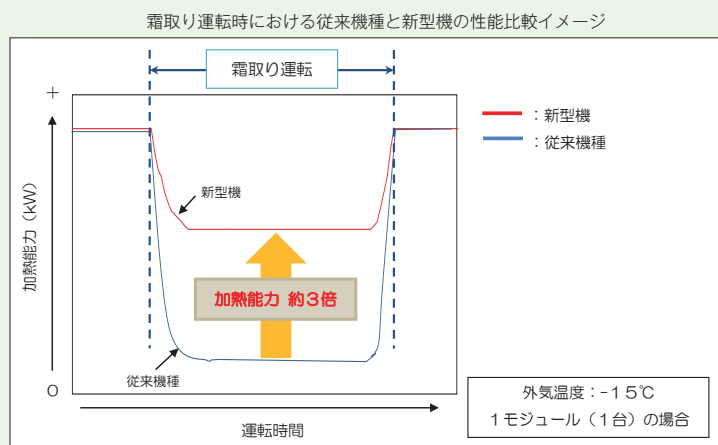 霜取り運転時における従来機種と新型機の性能比較イメージ
霜取り運転
＋
：新型機
：従来機種
新型機
加熱能力（kW）
加熱能力 約３倍
従来機種
０
運転時間
外気温度：-１５℃
１モジュール（１台）の場合